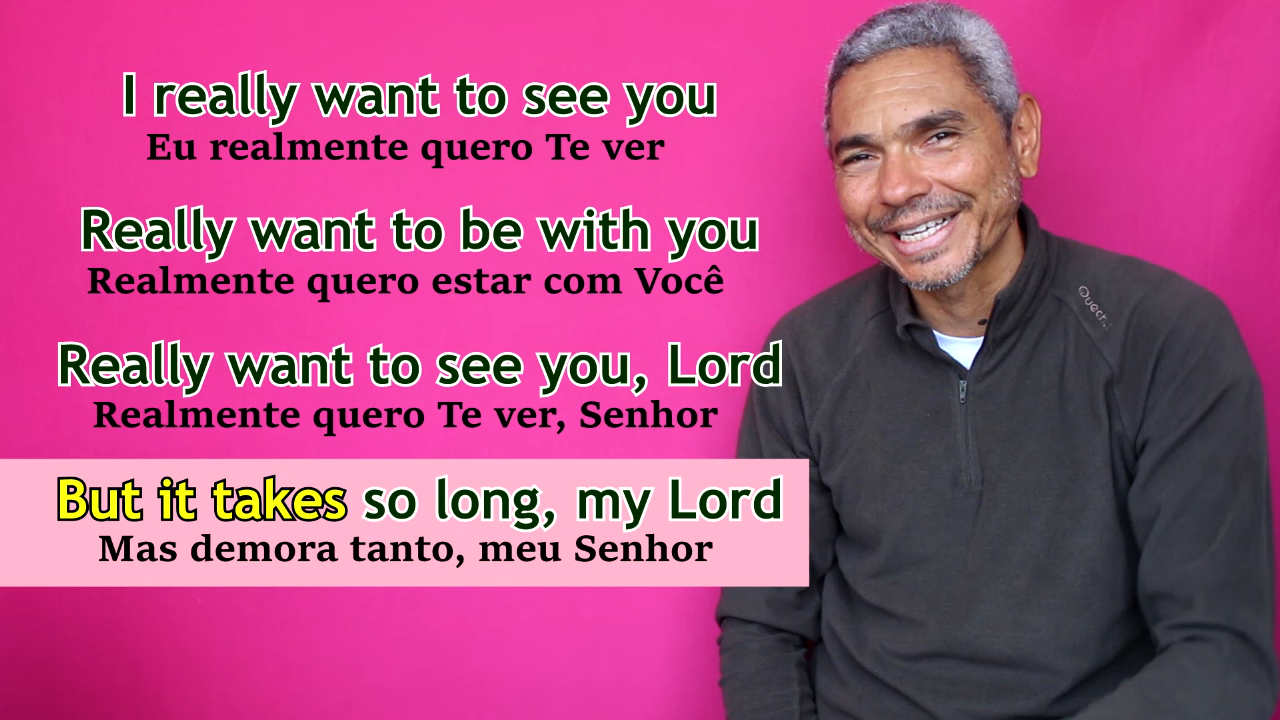 I really want to see you
Eu realmente quero Te ver
Really want to be with you
Realmente quero estar com Você
Really want to see you, Lord
Realmente quero Te ver, Senhor
But it takes so long, my Lord
Mas demora tanto, meu Senhor